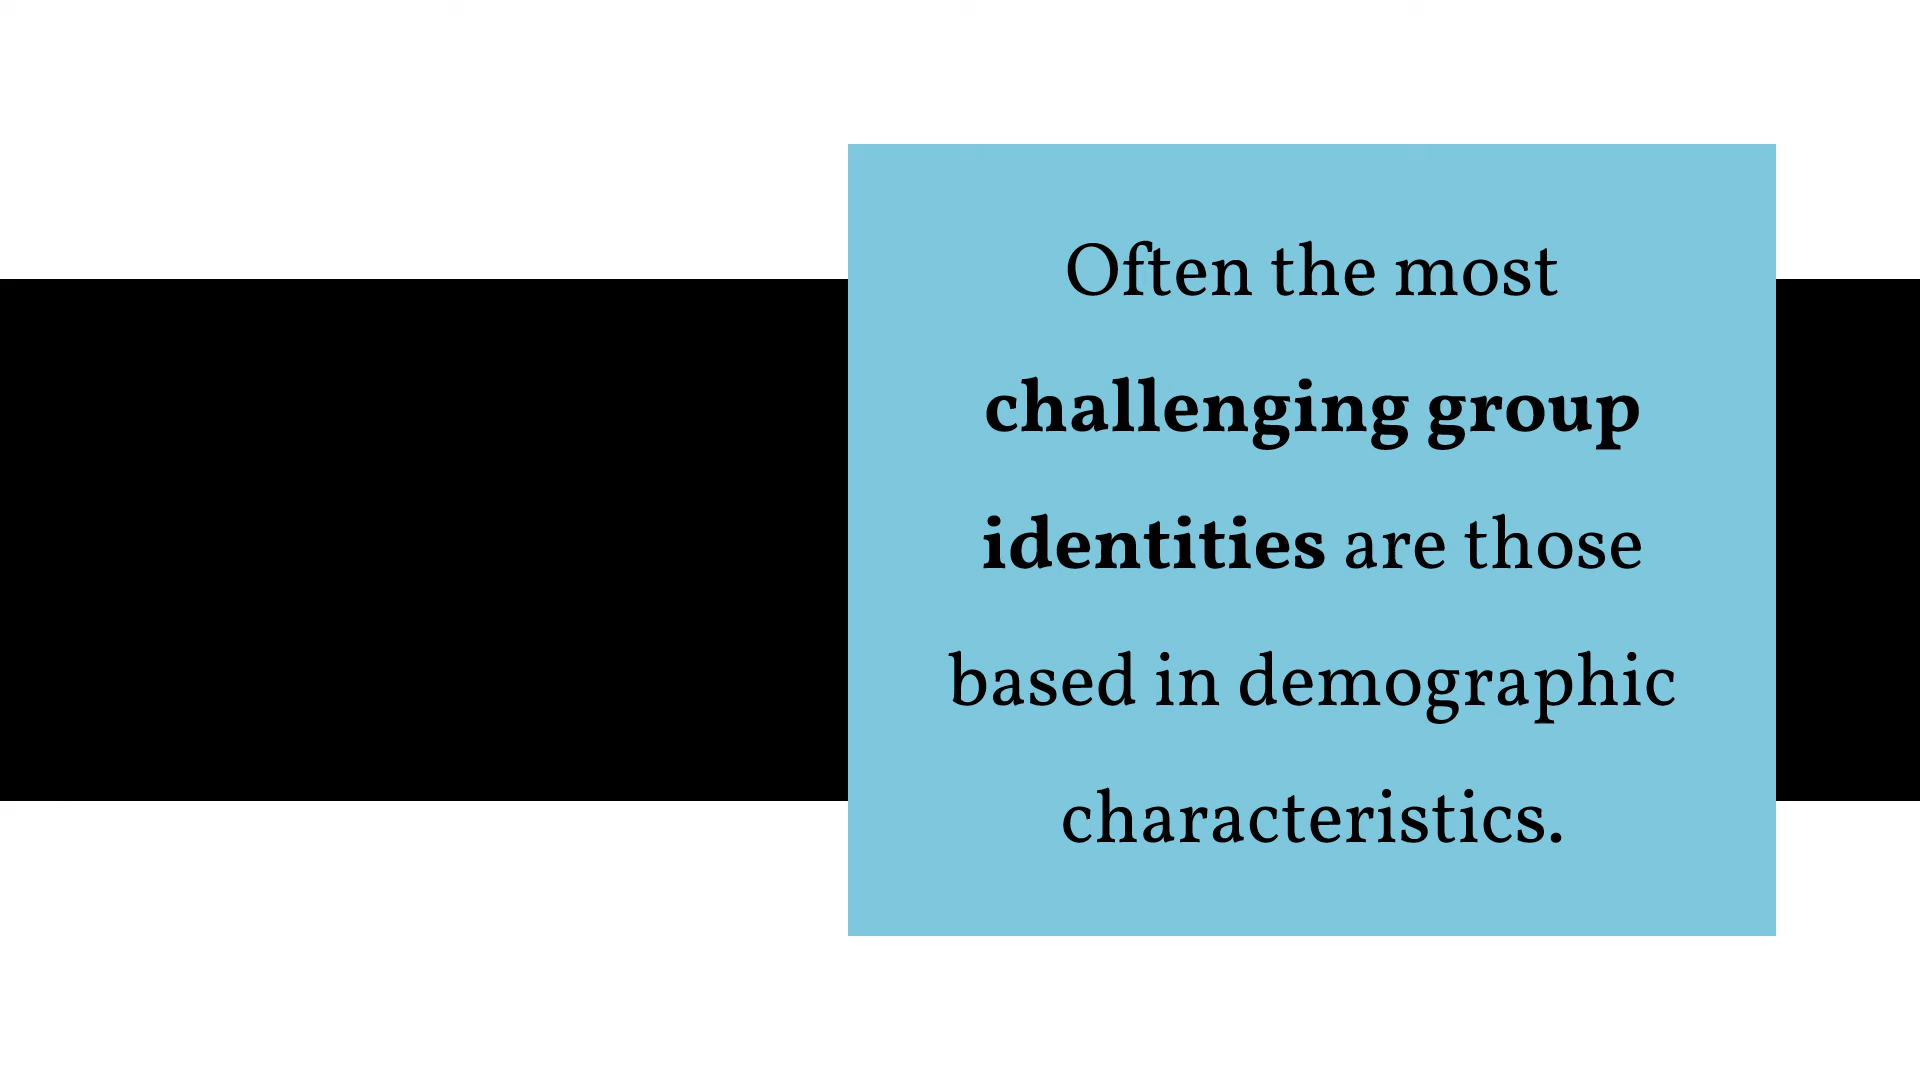 Often the most
challenging group
identities are those
based in demographic
characteristics.